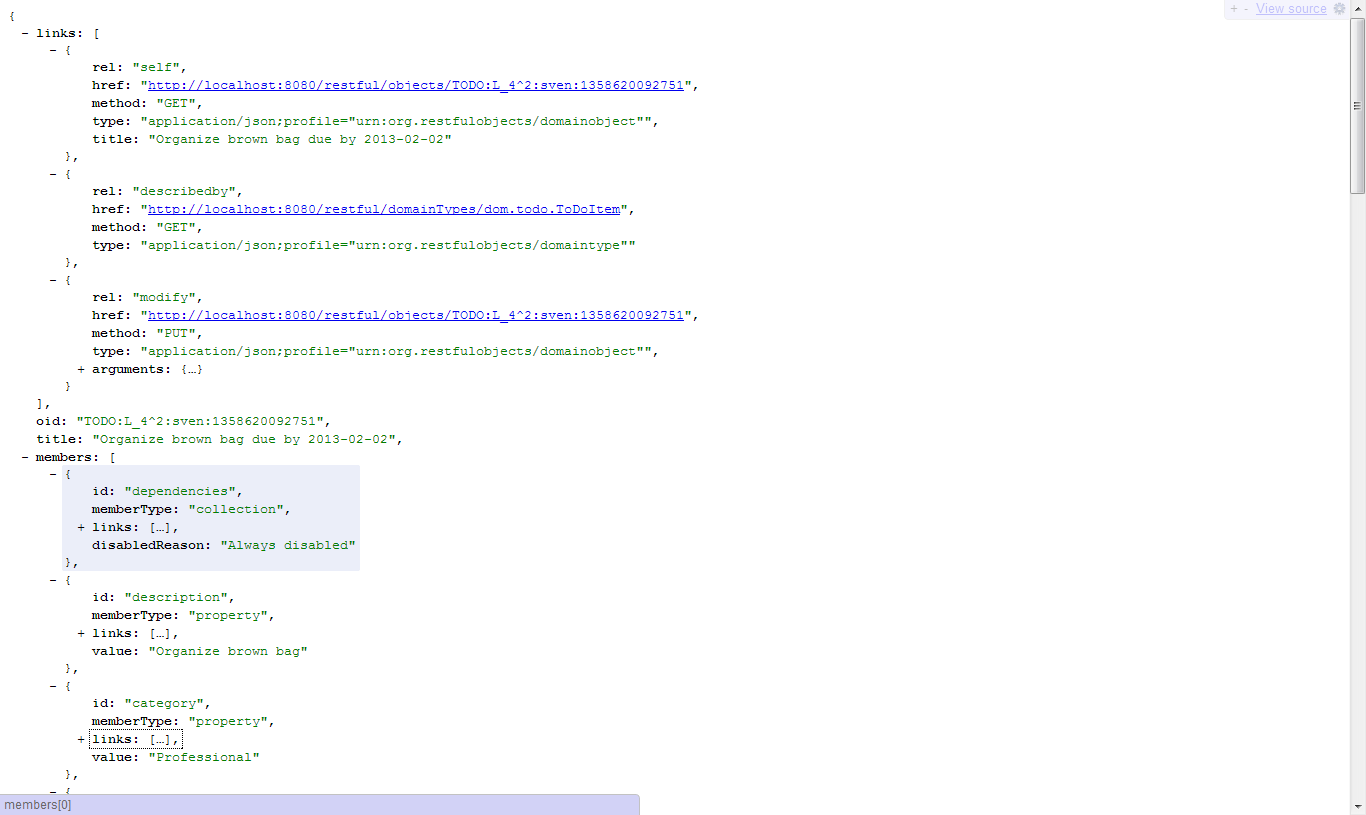 + - View source
{
- links: [
- {
rel: "self",
href: "http://localhost:8080/restful/objects/TODO:L_4^2:sven:1358620092751",
method: "GET",
type: "application/json;profile="urn:org.restfulobjects/domainobject"",
title: "Organize brown bag due by 2013-02-02"
},
- {
rel: "describedby",
href: "http://localhost:8080/restful/domainTypes/dom.todo.ToDoItem",
method: "GET",
type: "application/json;profile="urn:org.restfulobjects/domaintype""
},
- {
rel: "modify",
href: "http://localhost:8080/restful/objects/TODO:L_4^2:sven:1358620092751",
method: "PUT",
type: "application/json;profile="urn:org.restfulobjects/domainobject"",
+ arguments: {…}
}
],
oid: "TODO:L_4^2:sven:1358620092751",
title: "Organize brown bag due by 2013-02-02",
- members: [
- {
id: "dependencies",
memberType: "collection",
+ links: […],
disabledReason: "Always disabled"
},
- {
id: "description",
memberType: "property",
+ links: […],
value: "Organize brown bag"
},
- {
id: "category",
memberType: "property",
+ links: […],
value: "Professional"
},
- {
members[0]